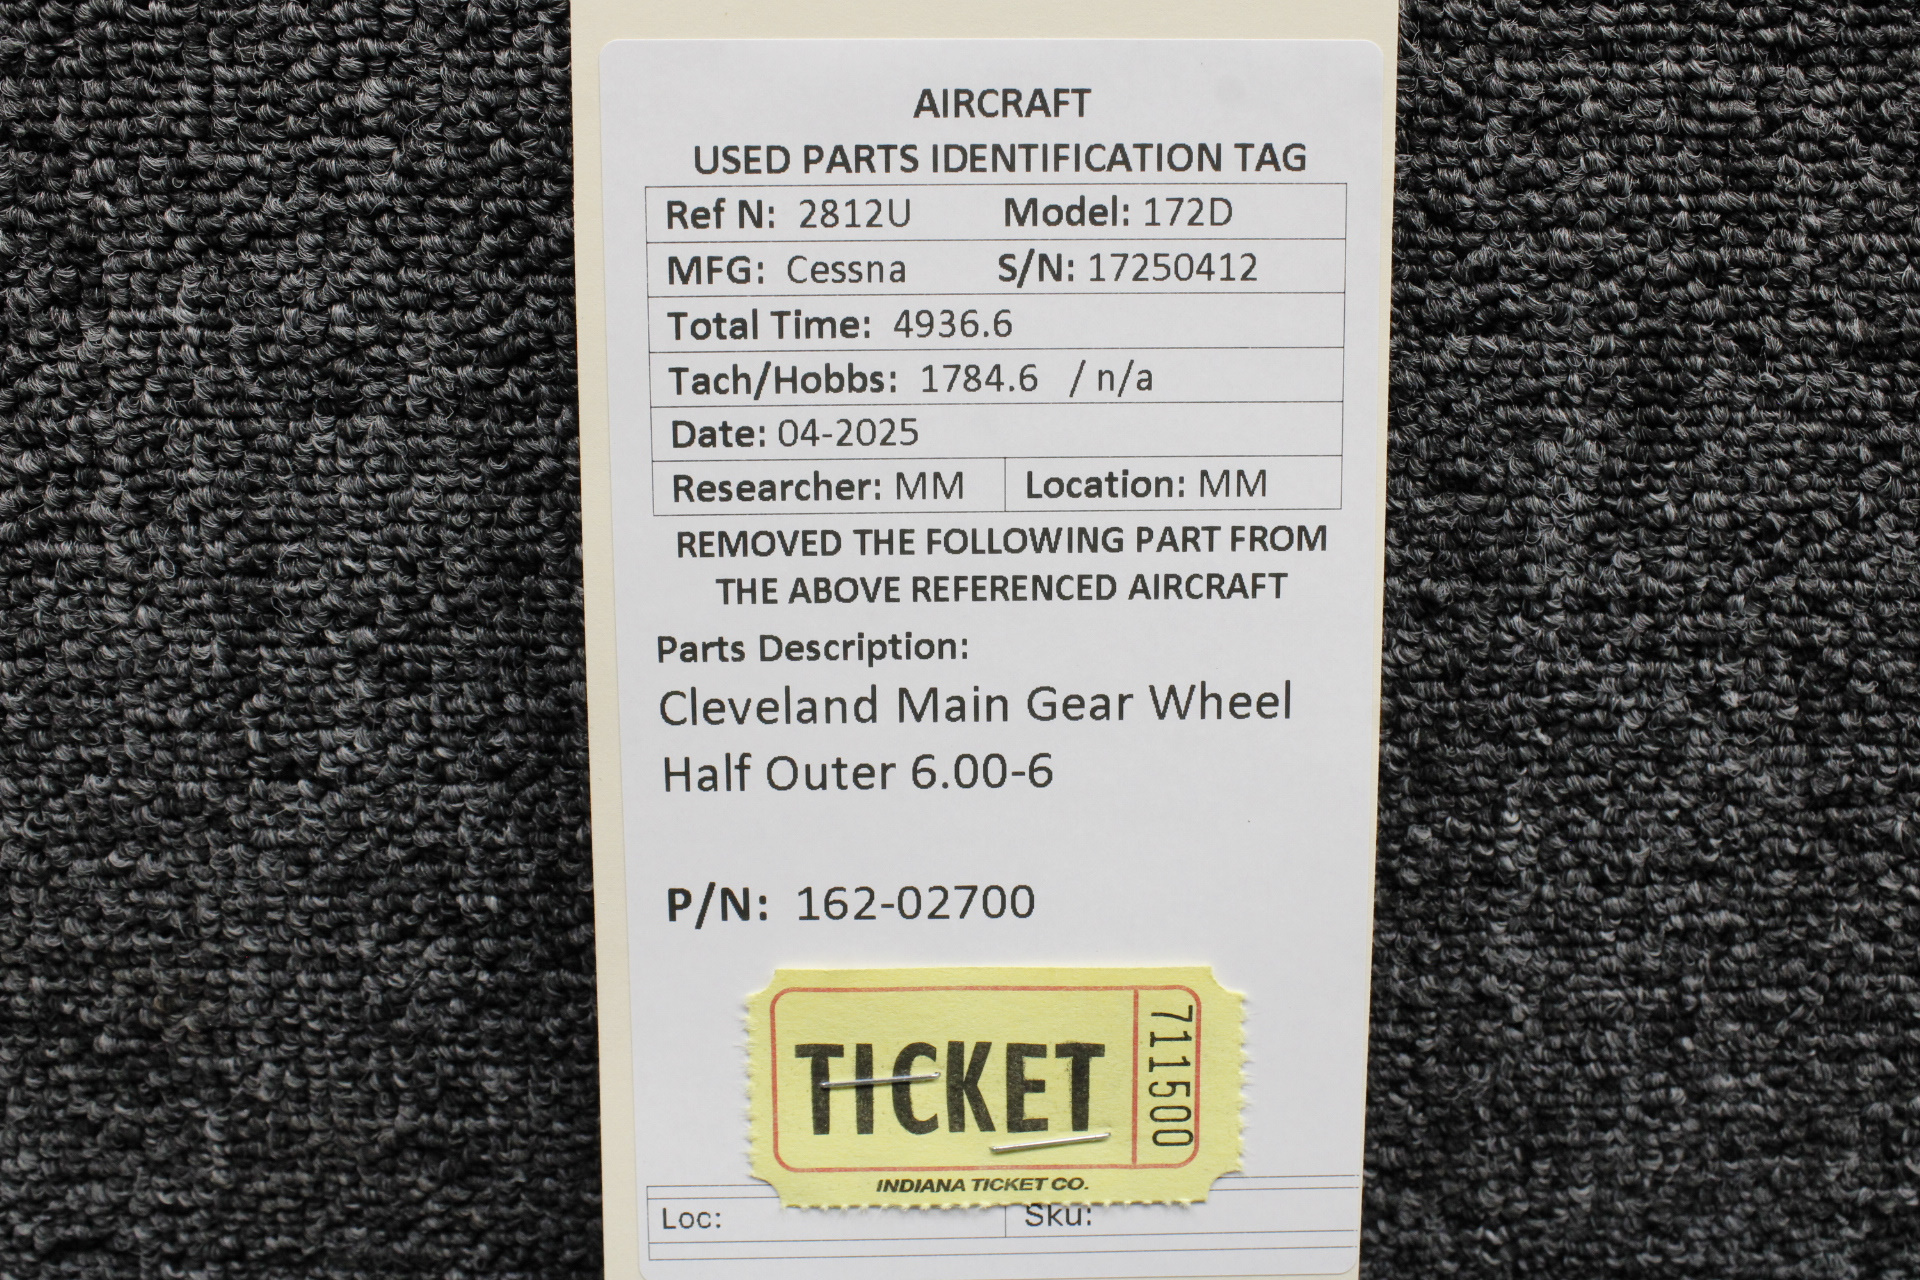 AIRCRAFT
USED PARTS IDENTIFICATION TAG
Ref N: 2812U Model: 172D
MFG: Cessna S/N: 17250412
Total Time: 4936.6
Tach/Hobbs: 1784.6 / n/a
Date: 04-2025
Researcher: MM Location: MM
REMOVED THE FOLLOWING PART FROM
THE ABOVE REFERENCED AIRCRAFT
Parts Description:
Cleveland Main Gear Wheel
Half Outer 6.00-6
P/N: 162-02700
TICKET
711500
INDIANA TICKET CO.
Loc: Sku: